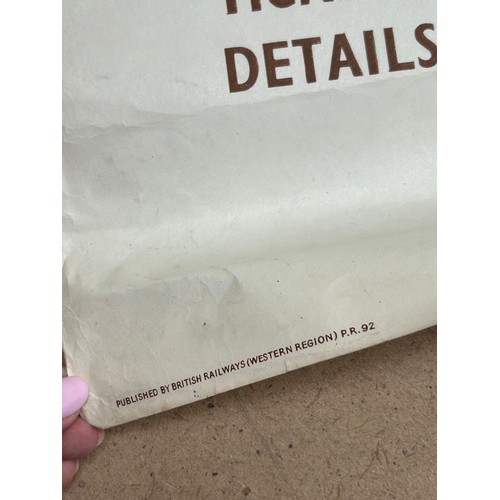 DETAILS
PUBLISHED BY BRITISH RAILWAYS (WESTERN REGION) P.R. 92